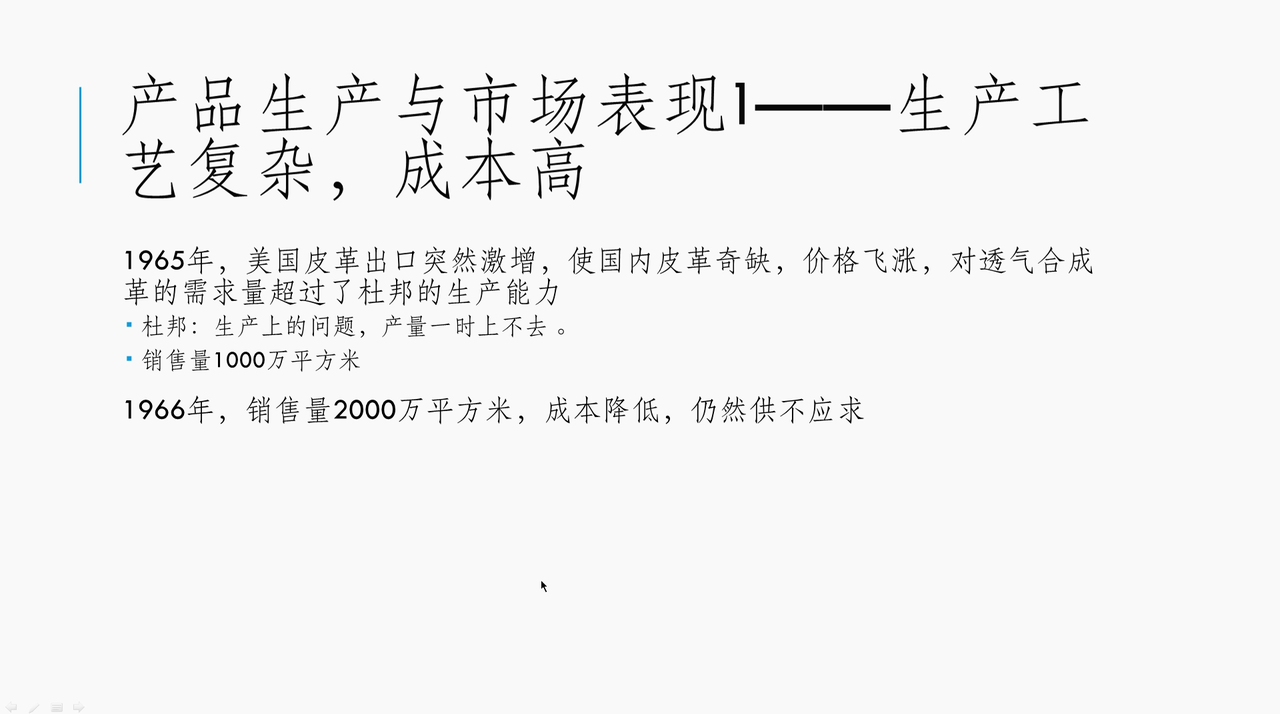 产品生产与市场表现1——生产工
艺复杂，成本高
1965年，美国皮革出口突然激增，使国内皮革奇缺，价格飞涨，对透气合成
革的需求量超过了杜邦的生产能力
▪ 杜邦：生产上的问题，产量一时上不去 。
▪ 销售量1000万平方米
1966年，销售量2000万平方米，成本降低，仍然供不应求